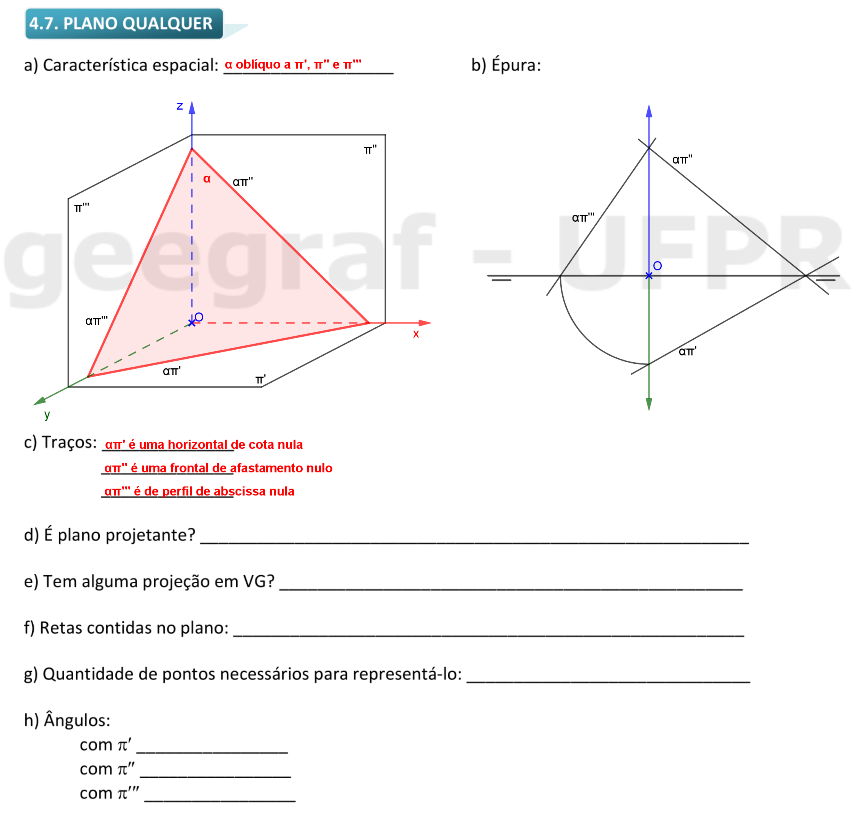 4.7. PLANO QUALQUER
a) Característica espacial: α oblíquo a π', π'' e π'''
b) Épura:
z
π''
α
απ''
π'''
απ'''
O
x
απ'
π'
y
απ''
απ'''
O
απ'
geegraf - UFPR
c) Traços: απ' é uma horizontal de cota nula
απ'' é uma frontal de afastamento nulo
απ''' é de perfil de abscissa nula
d) É plano projetante? ______
e) Tem alguma projeção em VG? ______
f) Retas contidas no plano: ______
g) Quantidade de pontos necessários para representá-lo: ______
h) Ângulos:
com π' ______
com π'' ______
com π''' ______